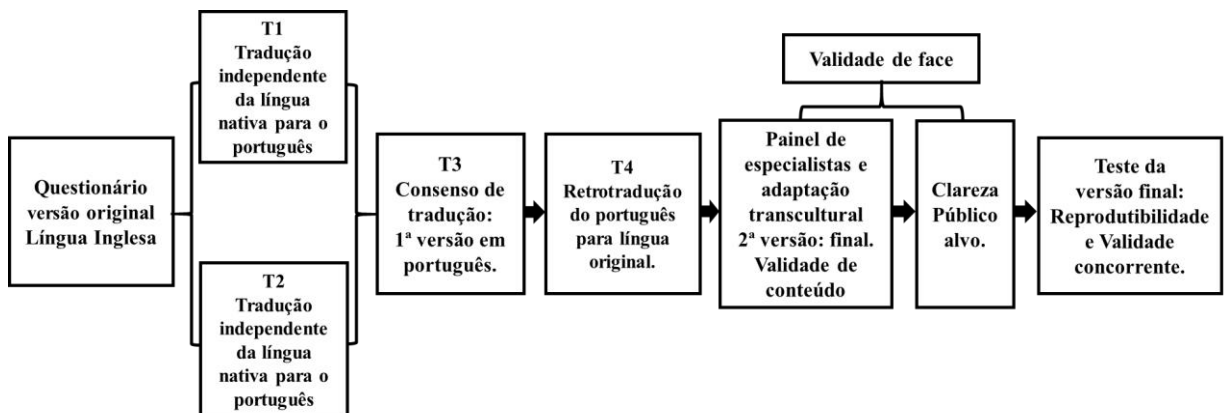 Questionário
versão original
Língua Inglesa
T1
Tradução
independente
da língua
nativa para o
português
T2
Tradução
independente
da língua
nativa para o
português
T3
Consenso de
tradução:
1ª versão em
português.
T4
Retrotradução
do português
para língua
original.
Validade de face
Painel de
especialistas e
adaptação
transcultural
2ª versão: final.
Validade de
conteúdo
Clareza
Público
alvo.
Teste da
versão final:
Reprodutibilidade
e Validade
concorrente.